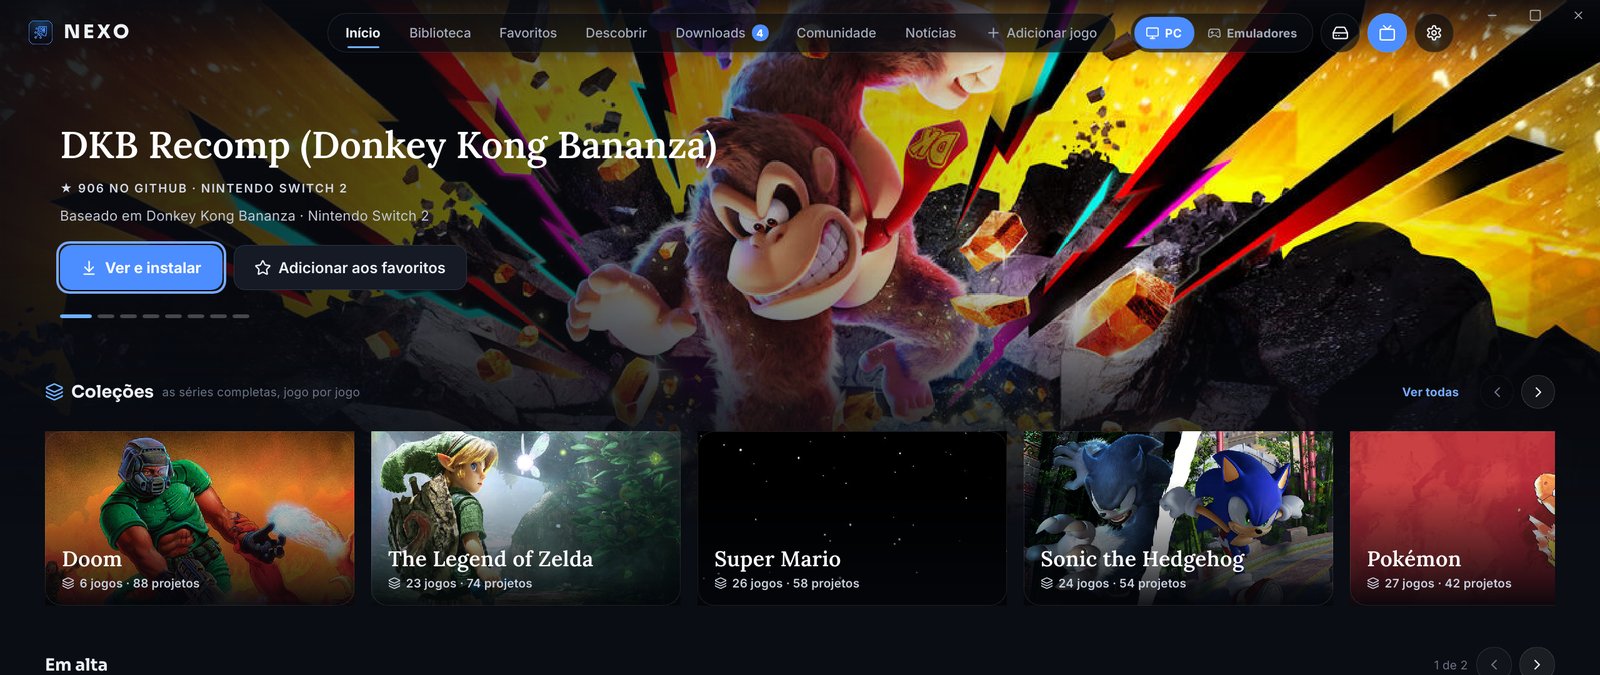 NEXO
Início
Biblioteca
Favoritos
Descobrir
Downloads 4
Comunidade
Notícias
Adicionar jogo
PC
Emuladores
DKB Recomp (Donkey Kong Bananza)
★ 906 NO GITHUB · NINTENDO SWITCH 2
Baseado em Donkey Kong Bananza · Nintendo Switch 2
Ver e instalar
Adicionar aos favoritos
DK
Coleções as séries completas, jogo por jogo
Ver todas
Doom
6 jogos · 88 projetos
The Legend of Zelda
23 jogos · 74 projetos
Super Mario
26 jogos · 58 projetos
Sonic the Hedgehog
24 jogos · 54 projetos
Pokémon
27 jogos · 42 projetos
Em alta
1 de 2